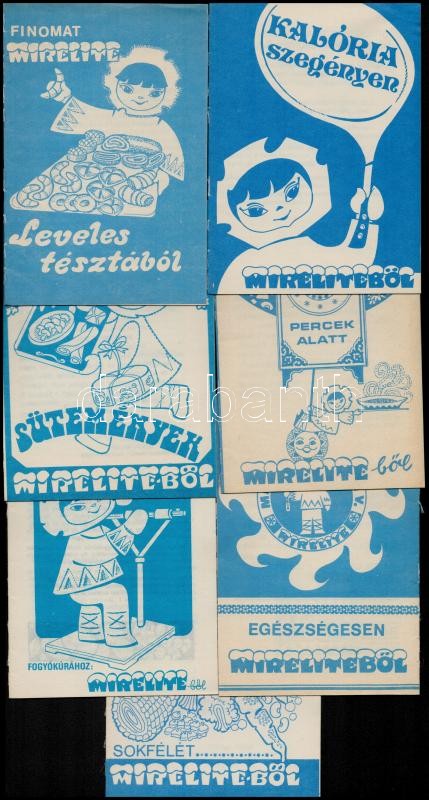 FINOMAT
MIRELITE
Leveles
tésztából
KALÓRIA
szegényen
MIRELITEBŐL
SÜTEMÉNYEK
MIRELITE-BŐL
PERCEK
ALATT
MIRELITE-ből
darabanth
FOGYÓKÚRÁHOZ:
MIRELITE-ből
M
V.
MIRELITE
EGÉSZSÉGESEN
MIRELITEBŐL
SOKFÉLÉT..............
MIRELITE-BŐL